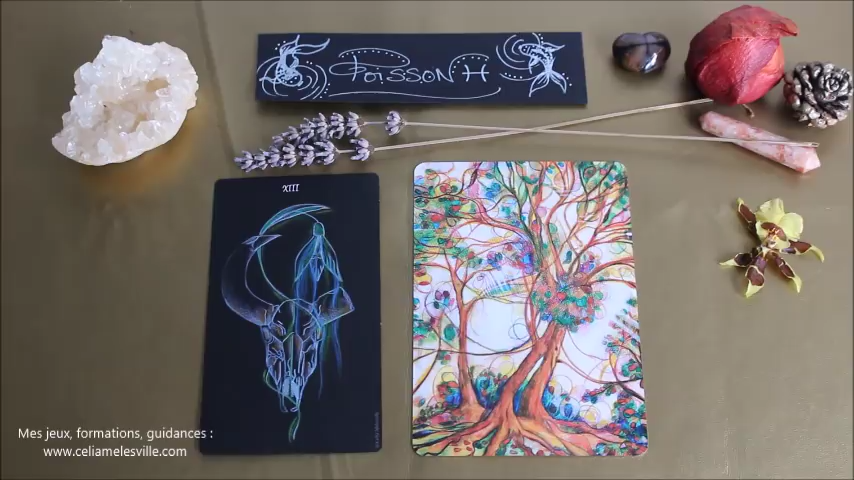 POISSON H
XIII
Mes jeux, formations, guidances :
www.celiamelesville.com